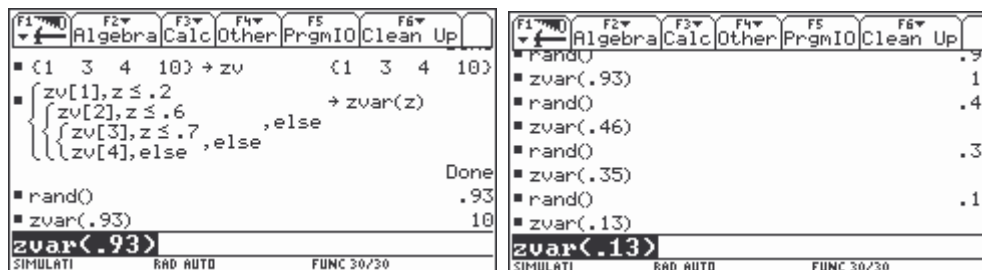 F1 F2 F3 F4 F5 F6
Algebra Calc Other PrgmIO Clean Up
{1 3 4 10} → zv {1 3 4 10}
zv[1],z ≤ .2
zv[2],z ≤ .6
zv[3],z ≤ .7 ,else
zv[4],else ,else
→ zvar(z)
Done
rand() .93
zvar(.93) 10
zvar(.93)
SIMULATI RAD AUTO FUNC 30/30
F1 F2 F3 F4 F5 F6
Algebra Calc Other PrgmIO Clean Up
rand() .9
zvar(.93) 1
rand() .4
zvar(.46)
rand() .3
zvar(.35)
rand() .1
zvar(.13)
zvar(.13)
SIMULATI RAD AUTO FUNC 30/30